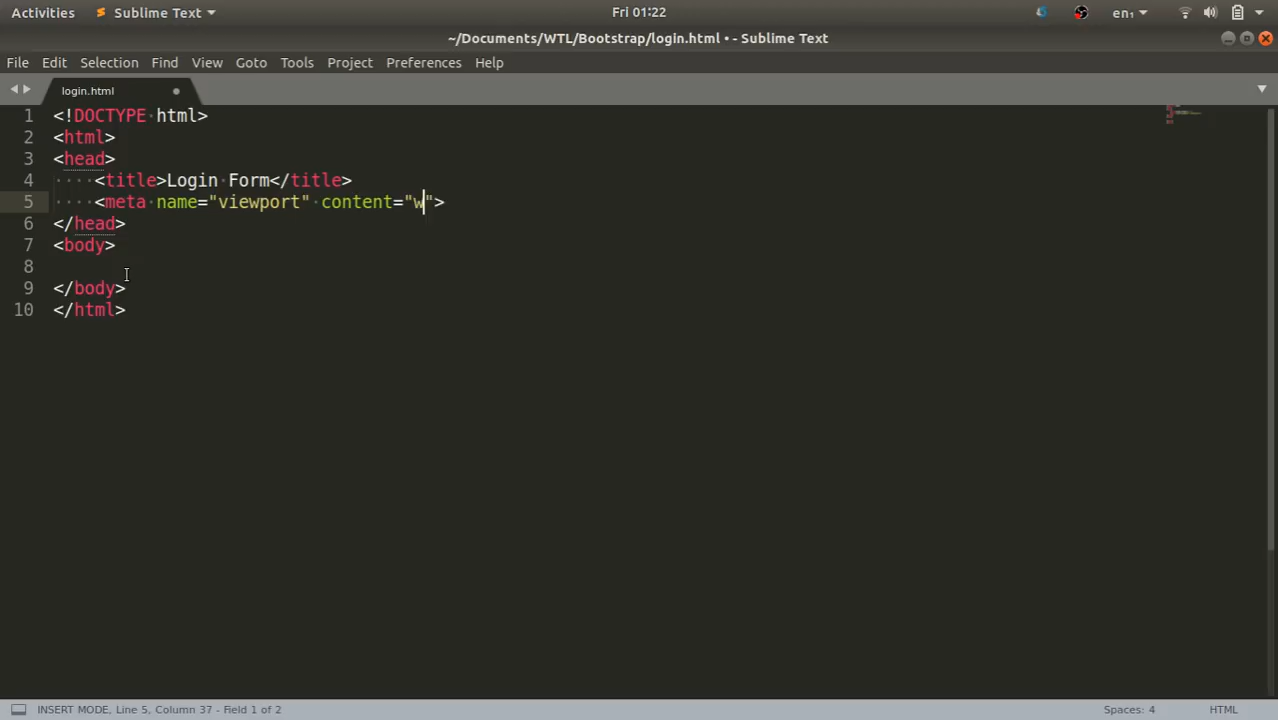 Activities Sublime Text Fri 01:22 en₁
~/Documents/WTL/Bootstrap/login.html • - Sublime Text
File Edit Selection Find View Goto Tools Project Preferences Help
login.html
1 <!DOCTYPE html>
2 <html>
3 <head>
4 <title>Login Form</title>
5 <meta name="viewport" content="w">
6 </head>
7 <body>
8
9 </body>
10 </html>
INSERT MODE, Line 5, Column 37 - Field 1 of 2 Spaces: 4 HTML